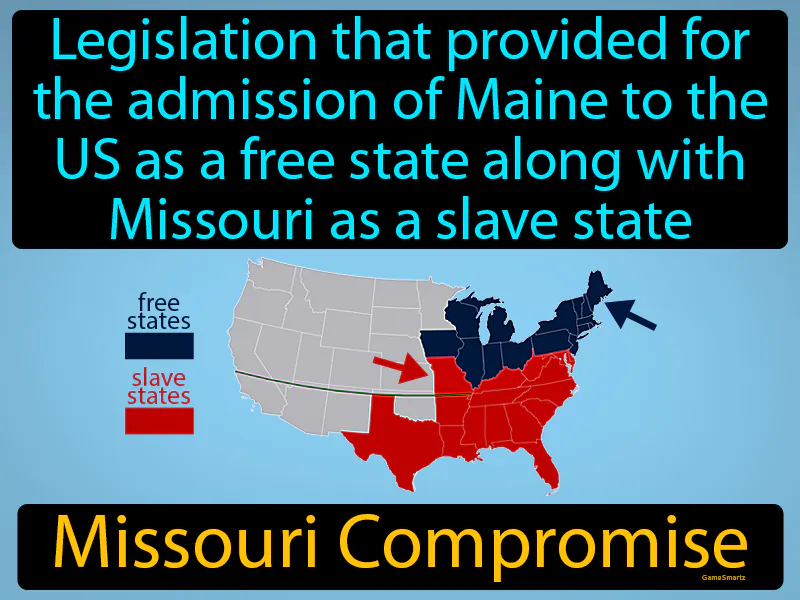 Legislation that provided for
the admission of Maine to the
US as a free state along with
Missouri as a slave state
free
states
slave
states
Missouri Compromise
GameSmartz